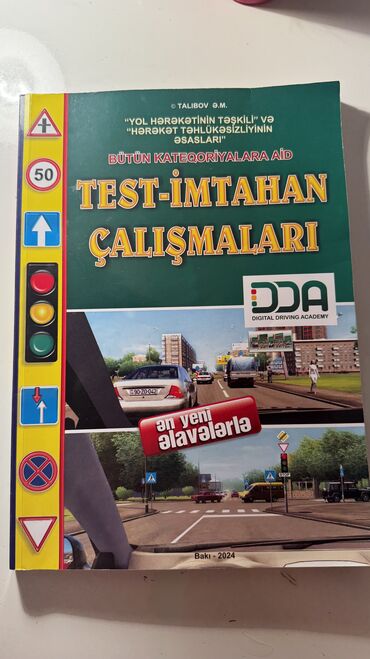 © TALIBOV Ə.M.
"YOL HƏRƏKƏTİNİN TƏŞKİLİ" VƏ
"HƏRƏKƏT TƏHLÜKƏSİZLİYİNİN
ƏSASLARI"
BÜTÜN KATEQORİYALARA AİD
TEST-İMTAHAN
ÇALIŞMALARI
50
DDA
DIGITAL DRIVING ACADEMY
ən yeni
əlavələrlə
STOP
Bakı - 2024